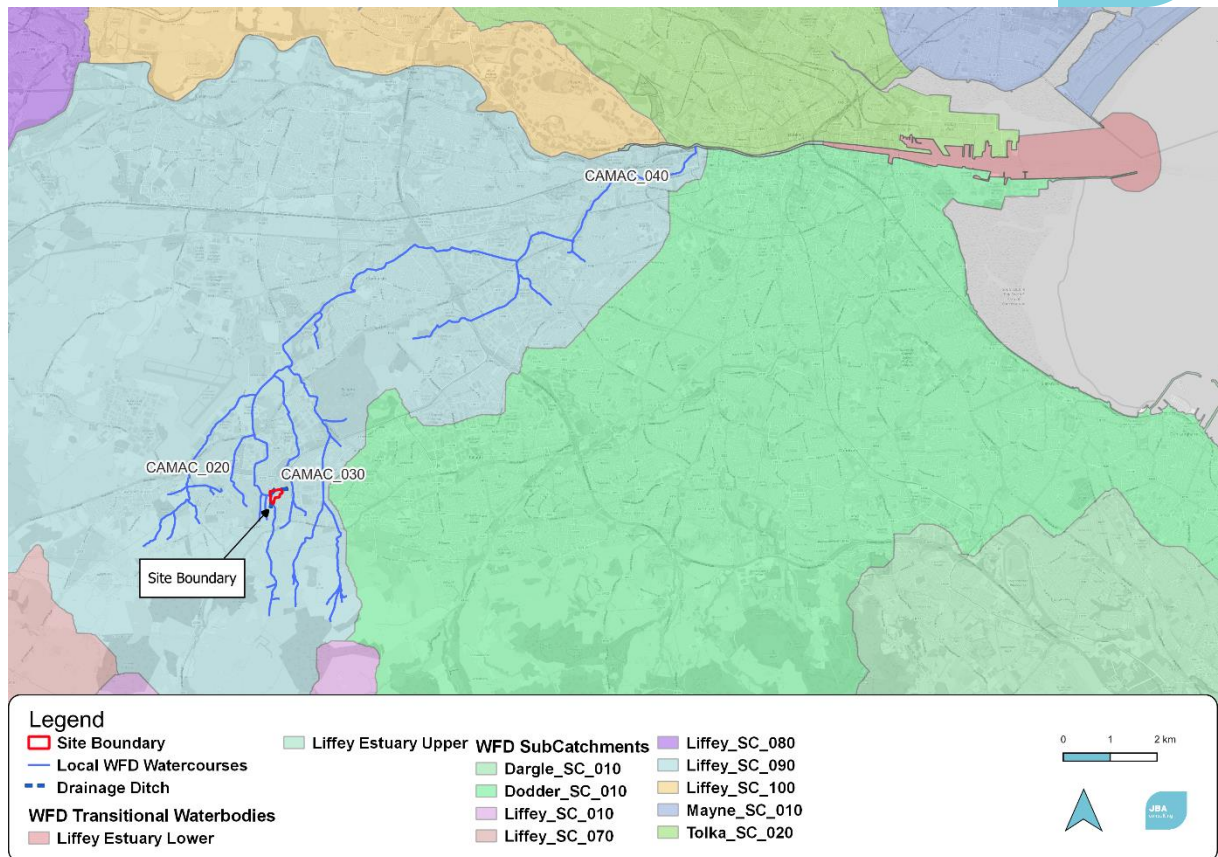 CAMAC_040
CAMAC_020
CAMAC_030
Site Boundary
Legend
Site Boundary
Local WFD Watercourses
Drainage Ditch
WFD Transitional Waterbodies
Liffey Estuary Lower
Liffey Estuary Upper
WFD SubCatchments
Dargle_SC_010
Dodder_SC_010
Liffey_SC_010
Liffey_SC_070
Liffey_SC_080
Liffey_SC_090
Liffey_SC_100
Mayne_SC_010
Tolka_SC_020
0 1 2 km
JBA
consulting